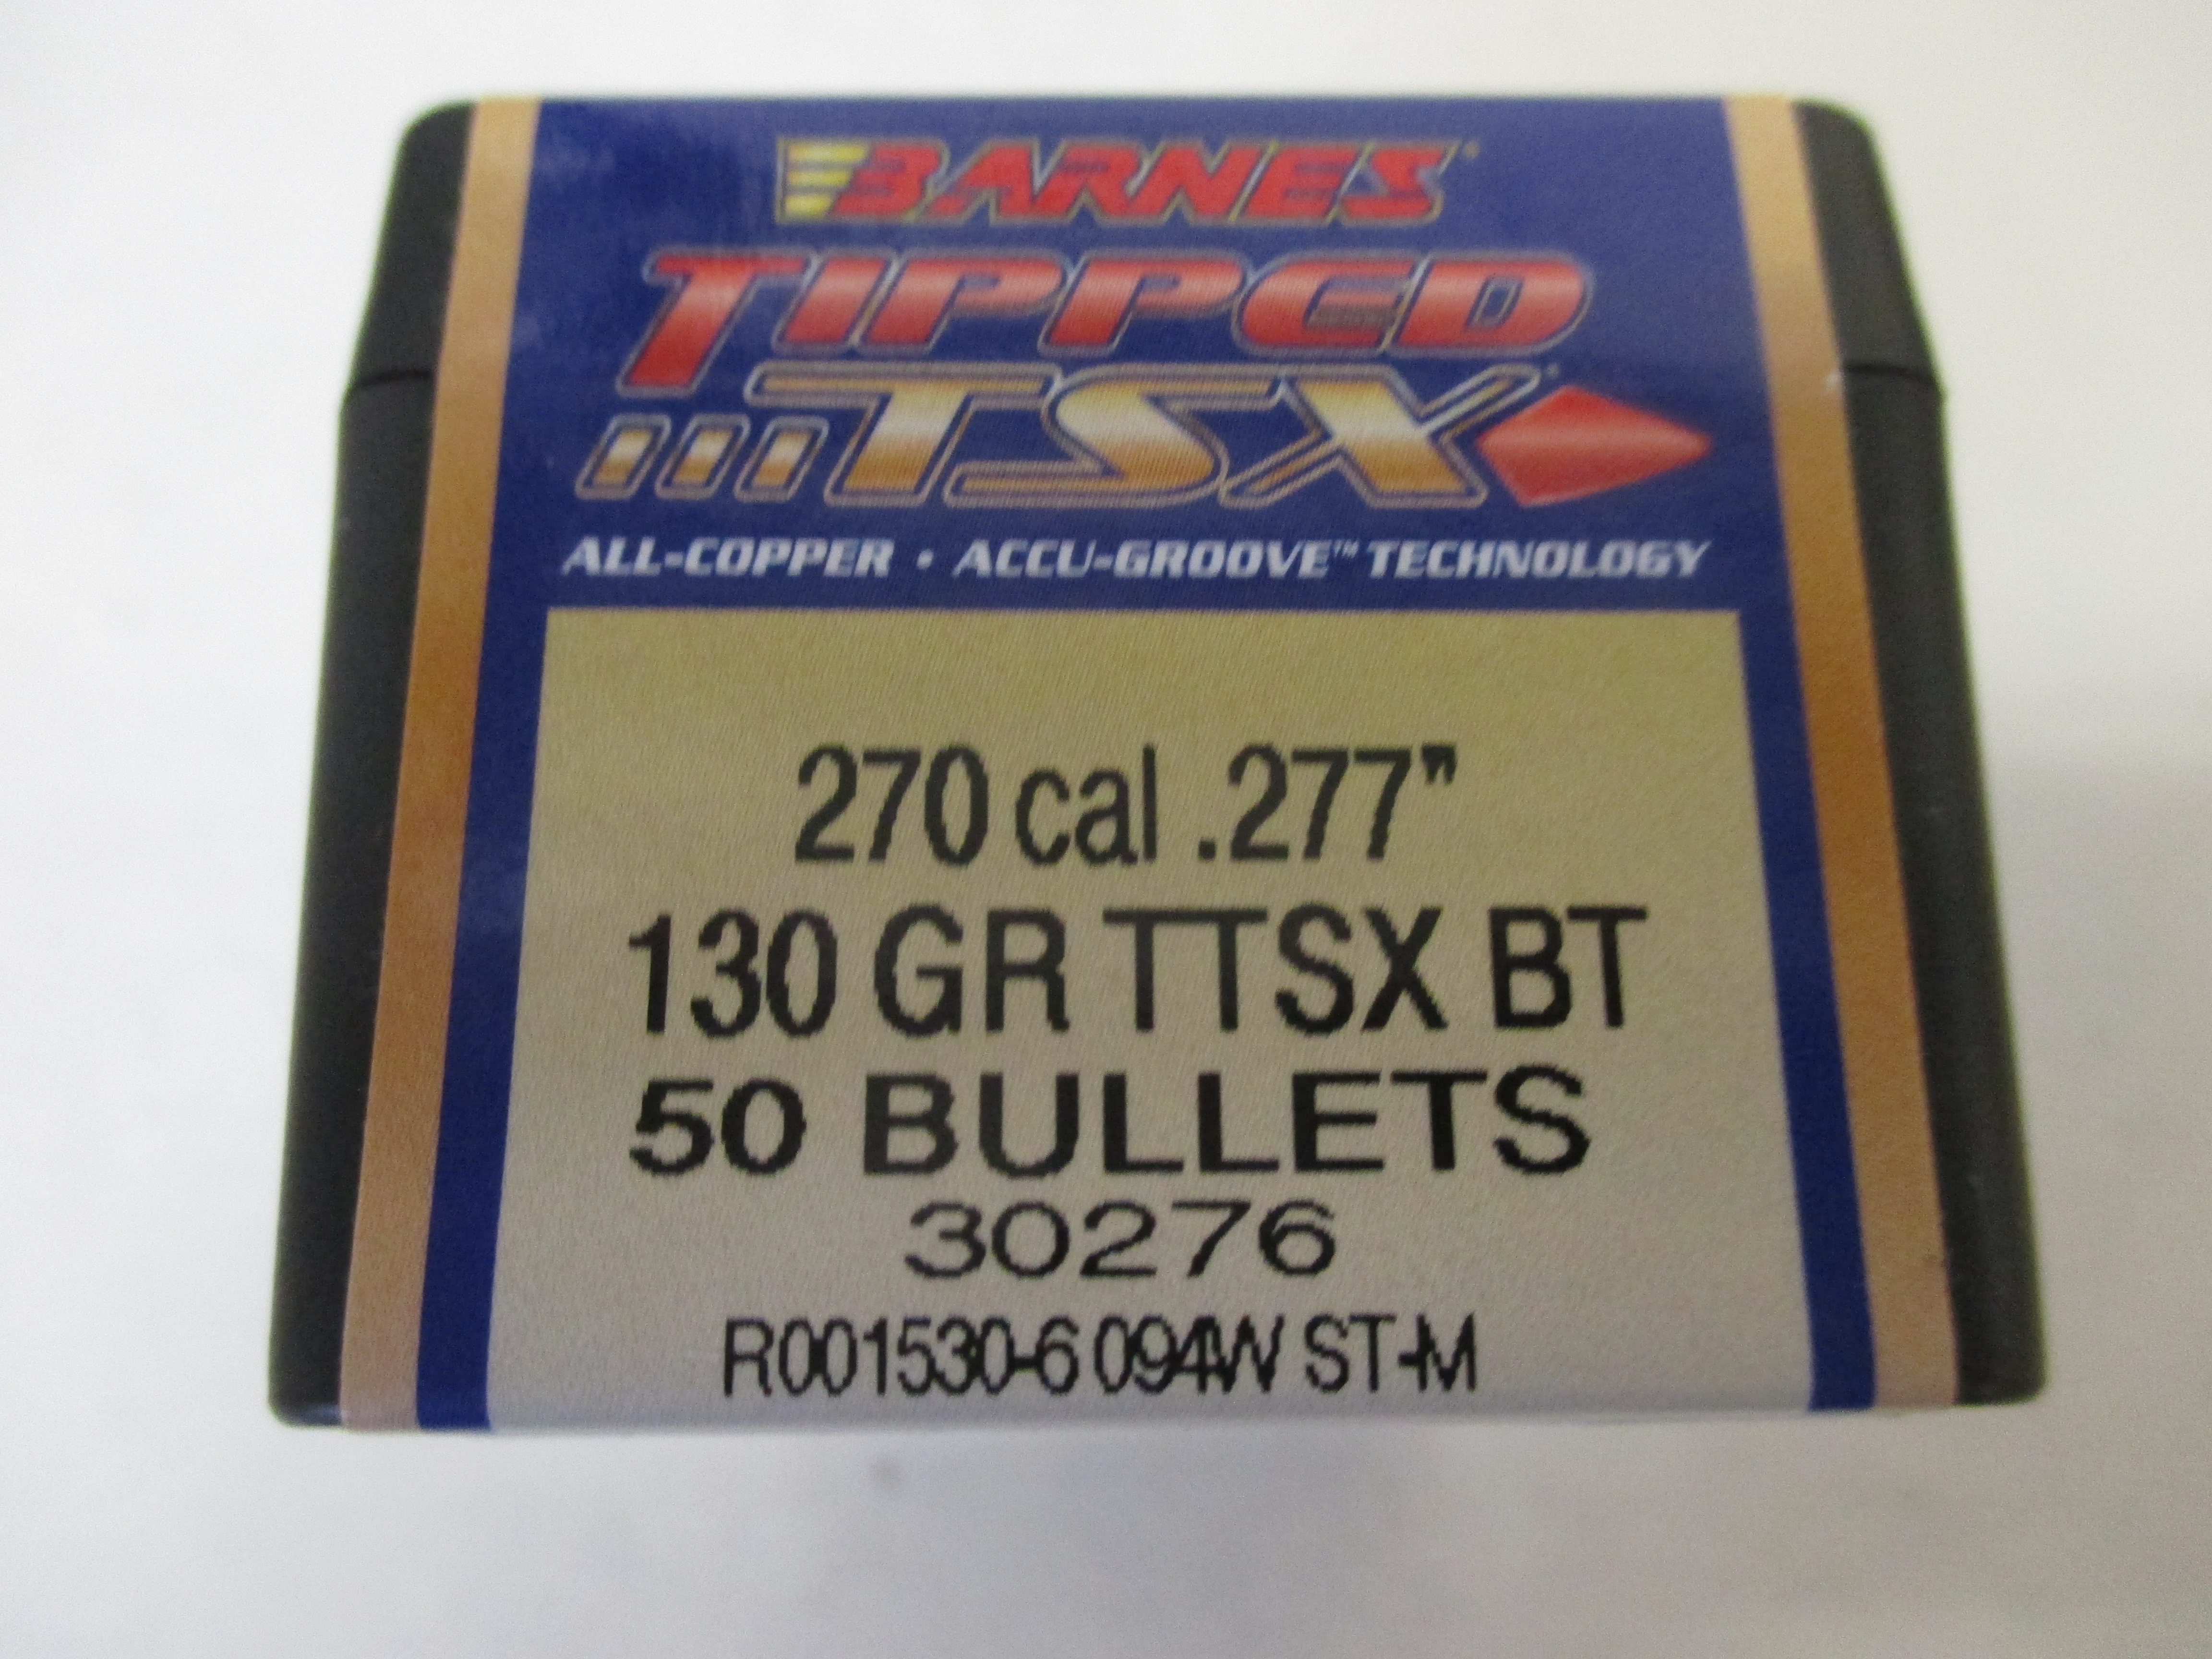 BARNES
TIPPED
TSX
ALL-COPPER • ACCU-GROOVE™ TECHNOLOGY
270 cal .277”
130 GR TTSX BT
50 BULLETS
30276
R001530-6 094W ST-M